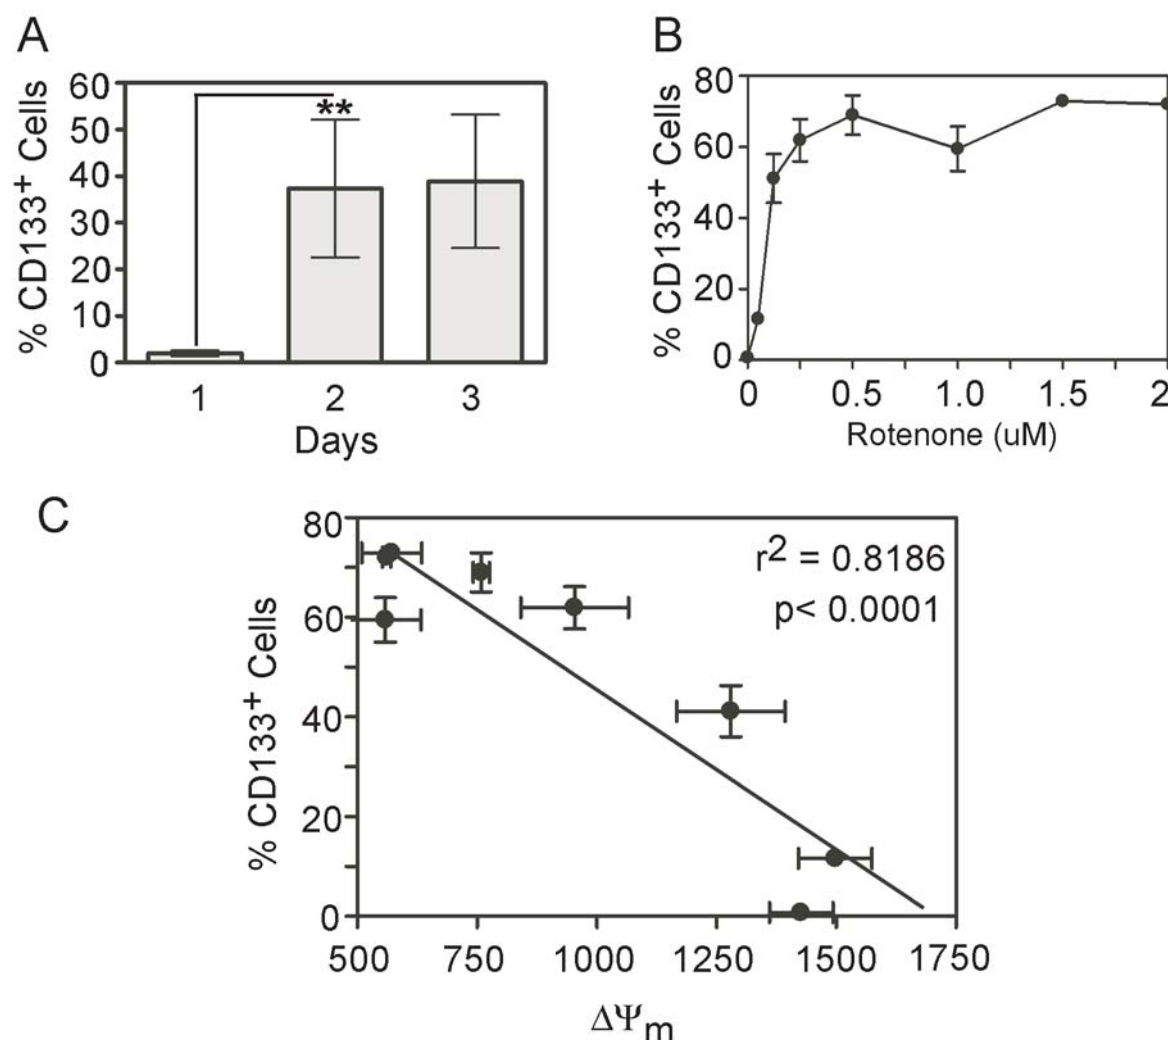 A
B
% CD133+ Cells
60
50
40
30
20
10
0
**
1 2 3
Days
% CD133+ Cells
80
60
40
20
0
0 0.5 1.0 1.5 2
Rotenone (uM)
C
% CD133+ Cells
80
60
40
20
0
r2 = 0.8186
p< 0.0001
500 750 1000 1250 1500 1750
ΔΨm